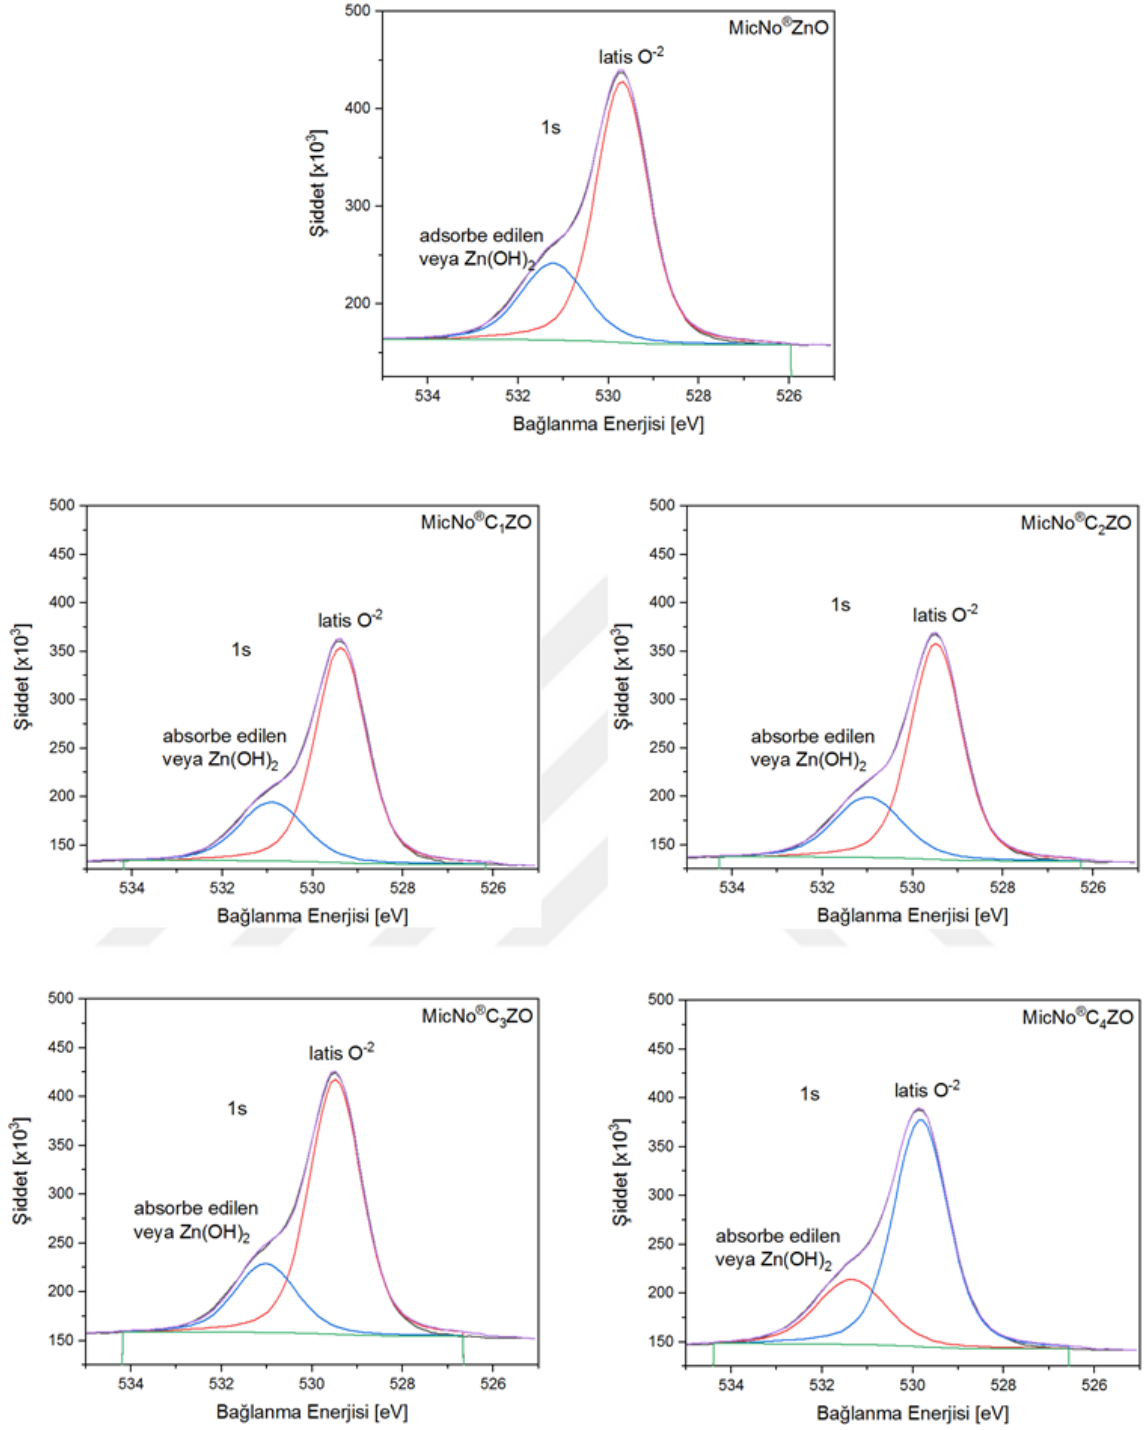 MicNo®ZnO
latis O⁻²
1s
adsorbe edilen
veya Zn(OH)₂
Şiddet [x10³]
500
400
300
200
534 532 530 528 526
Bağlanma Enerjisi [eV]
MicNo®C₁ZO
latis O⁻²
1s
absorbe edilen
veya Zn(OH)₂
Şiddet [x10³]
500
450
400
350
300
250
200
150
534 532 530 528 526
Bağlanma Enerjisi [eV]
MicNo®C₂ZO
1s
latis O⁻²
absorbe edilen
veya Zn(OH)₂
Şiddet [x10³]
500
450
400
350
300
250
200
150
534 532 530 528 526
Bağlanma Enerjisi [eV]
MicNo®C₃ZO
latis O⁻²
1s
absorbe edilen
veya Zn(OH)₂
Şiddet [x10³]
500
450
400
350
300
250
200
150
534 532 530 528 526
Bağlanma Enerjisi [eV]
MicNo®C₄ZO
latis O⁻²
1s
absorbe edilen
veya Zn(OH)₂
Şiddet [x10³]
500
450
400
350
300
250
200
150
534 532 530 528 526
Bağlanma Enerjisi [eV]